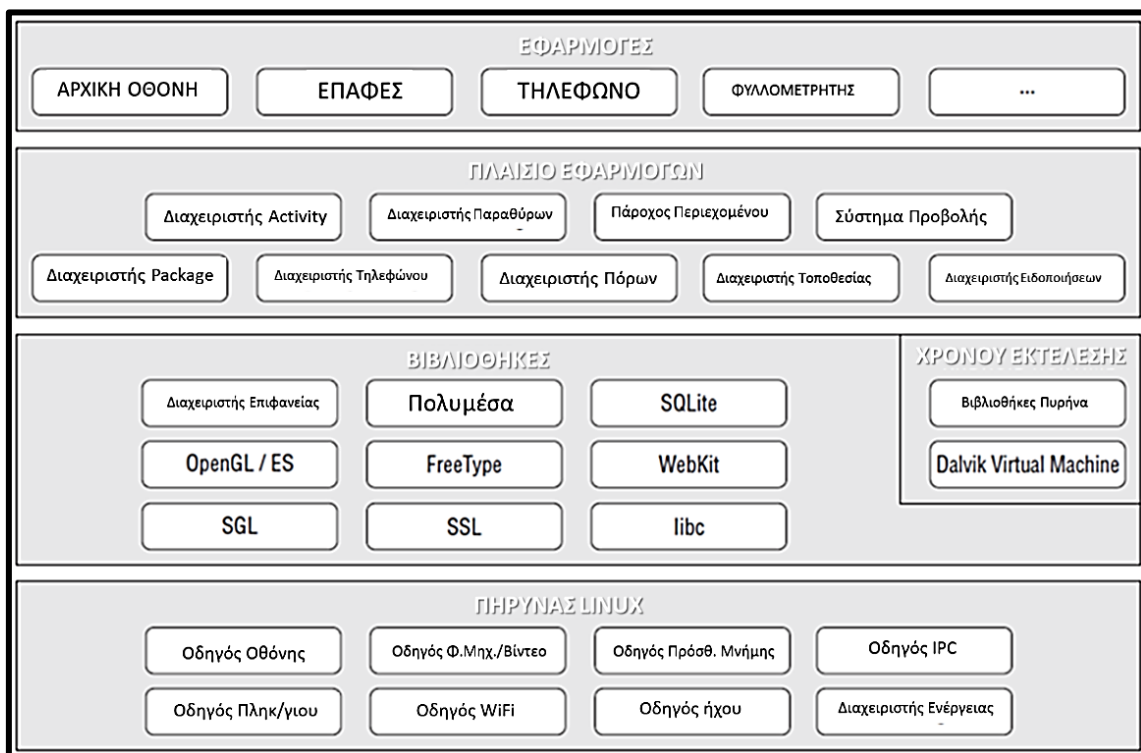 ΕΦΑΡΜΟΓΕΣ
ΑΡΧΙΚΗ ΟΘΟΝΗ
ΕΠΑΦΕΣ
ΤΗΛΕΦΩΝΟ
ΦΥΛΛΟΜΕΤΡΗΤΗΣ
...
ΠΛΑΙΣΙΟ ΕΦΑΡΜΟΓΩΝ
Διαχειριστής Activity
Διαχειριστής Παραθύρων
Πάροχος Περιεχομένου
Σύστημα Προβολής
Διαχειριστής Package
Διαχειριστής Τηλεφώνου
Διαχειριστής Πόρων
Διαχειριστής Τοποθεσίας
Διαχειριστής Ειδοποιήσεων
ΒΙΒΛΙΟΘΗΚΕΣ
Διαχειριστής Επιφανείας
Πολυμέσα
SQLite
OpenGL / ES
FreeType
WebKit
SGL
SSL
libc
ΧΡΟΝΟΥ ΕΚΤΕΛΕΣΗΣ
Βιβλιοθήκες Πυρήνα
Dalvik Virtual Machine
ΠΗΡΥΝΑΣ LINUX
Οδηγός Οθόνης
Οδηγός Φ.Μηχ./Βίντεο
Οδηγός Πρόσθ. Μνήμης
Οδηγός IPC
Οδηγός Πληκ/γιου
Οδηγός WiFi
Οδηγός ήχου
Διαχειριστής Ενέργειας